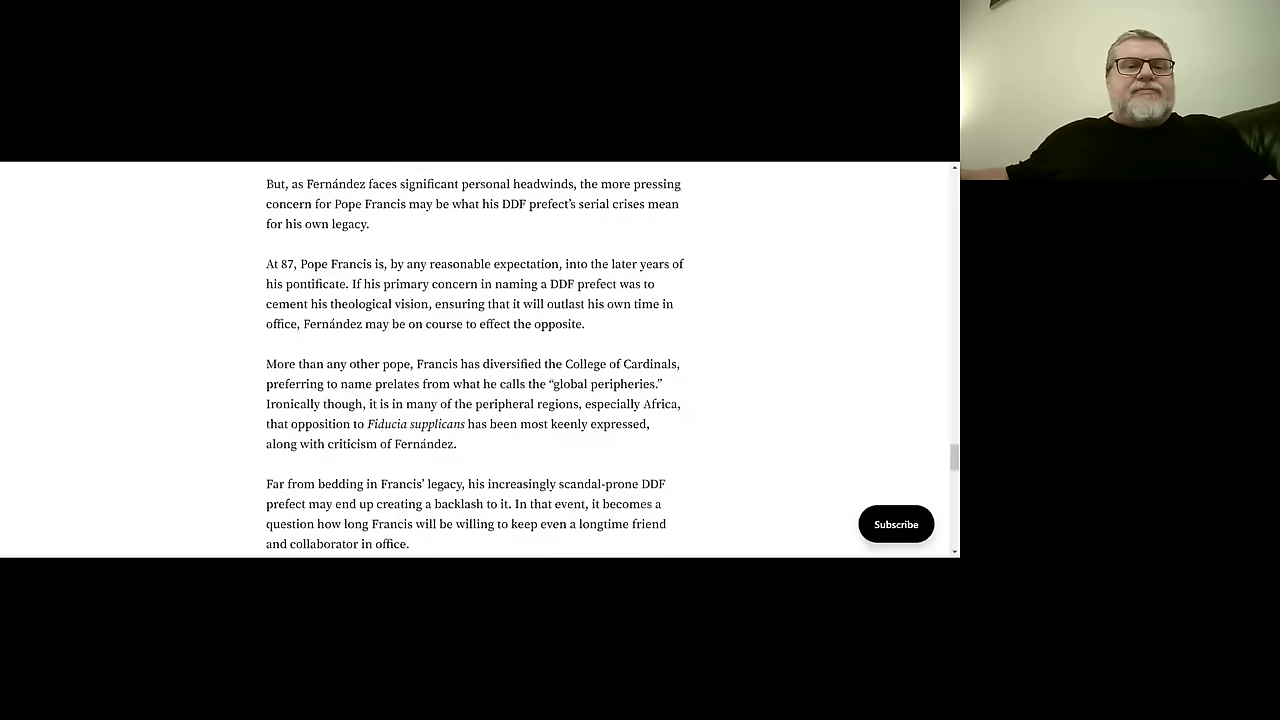 But, as Fernández faces significant personal headwinds, the more pressing
concern for Pope Francis may be what his DDF prefect’s serial crises mean
for his own legacy.
At 87, Pope Francis is, by any reasonable expectation, into the later years of
his pontificate. If his primary concern in naming a DDF prefect was to
cement his theological vision, ensuring that it will outlast his own time in
office, Fernández may be on course to effect the opposite.
More than any other pope, Francis has diversified the College of Cardinals,
preferring to name prelates from what he calls the “global peripheries.”
Ironically though, it is in many of the peripheral regions, especially Africa,
that opposition to Fiducia supplicans has been most keenly expressed,
along with criticism of Fernández.
Far from bedding in Francis’ legacy, his increasingly scandal-prone DDF
prefect may end up creating a backlash to it. In that event, it becomes a
question how long Francis will be willing to keep even a longtime friend
and collaborator in office.
Subscribe